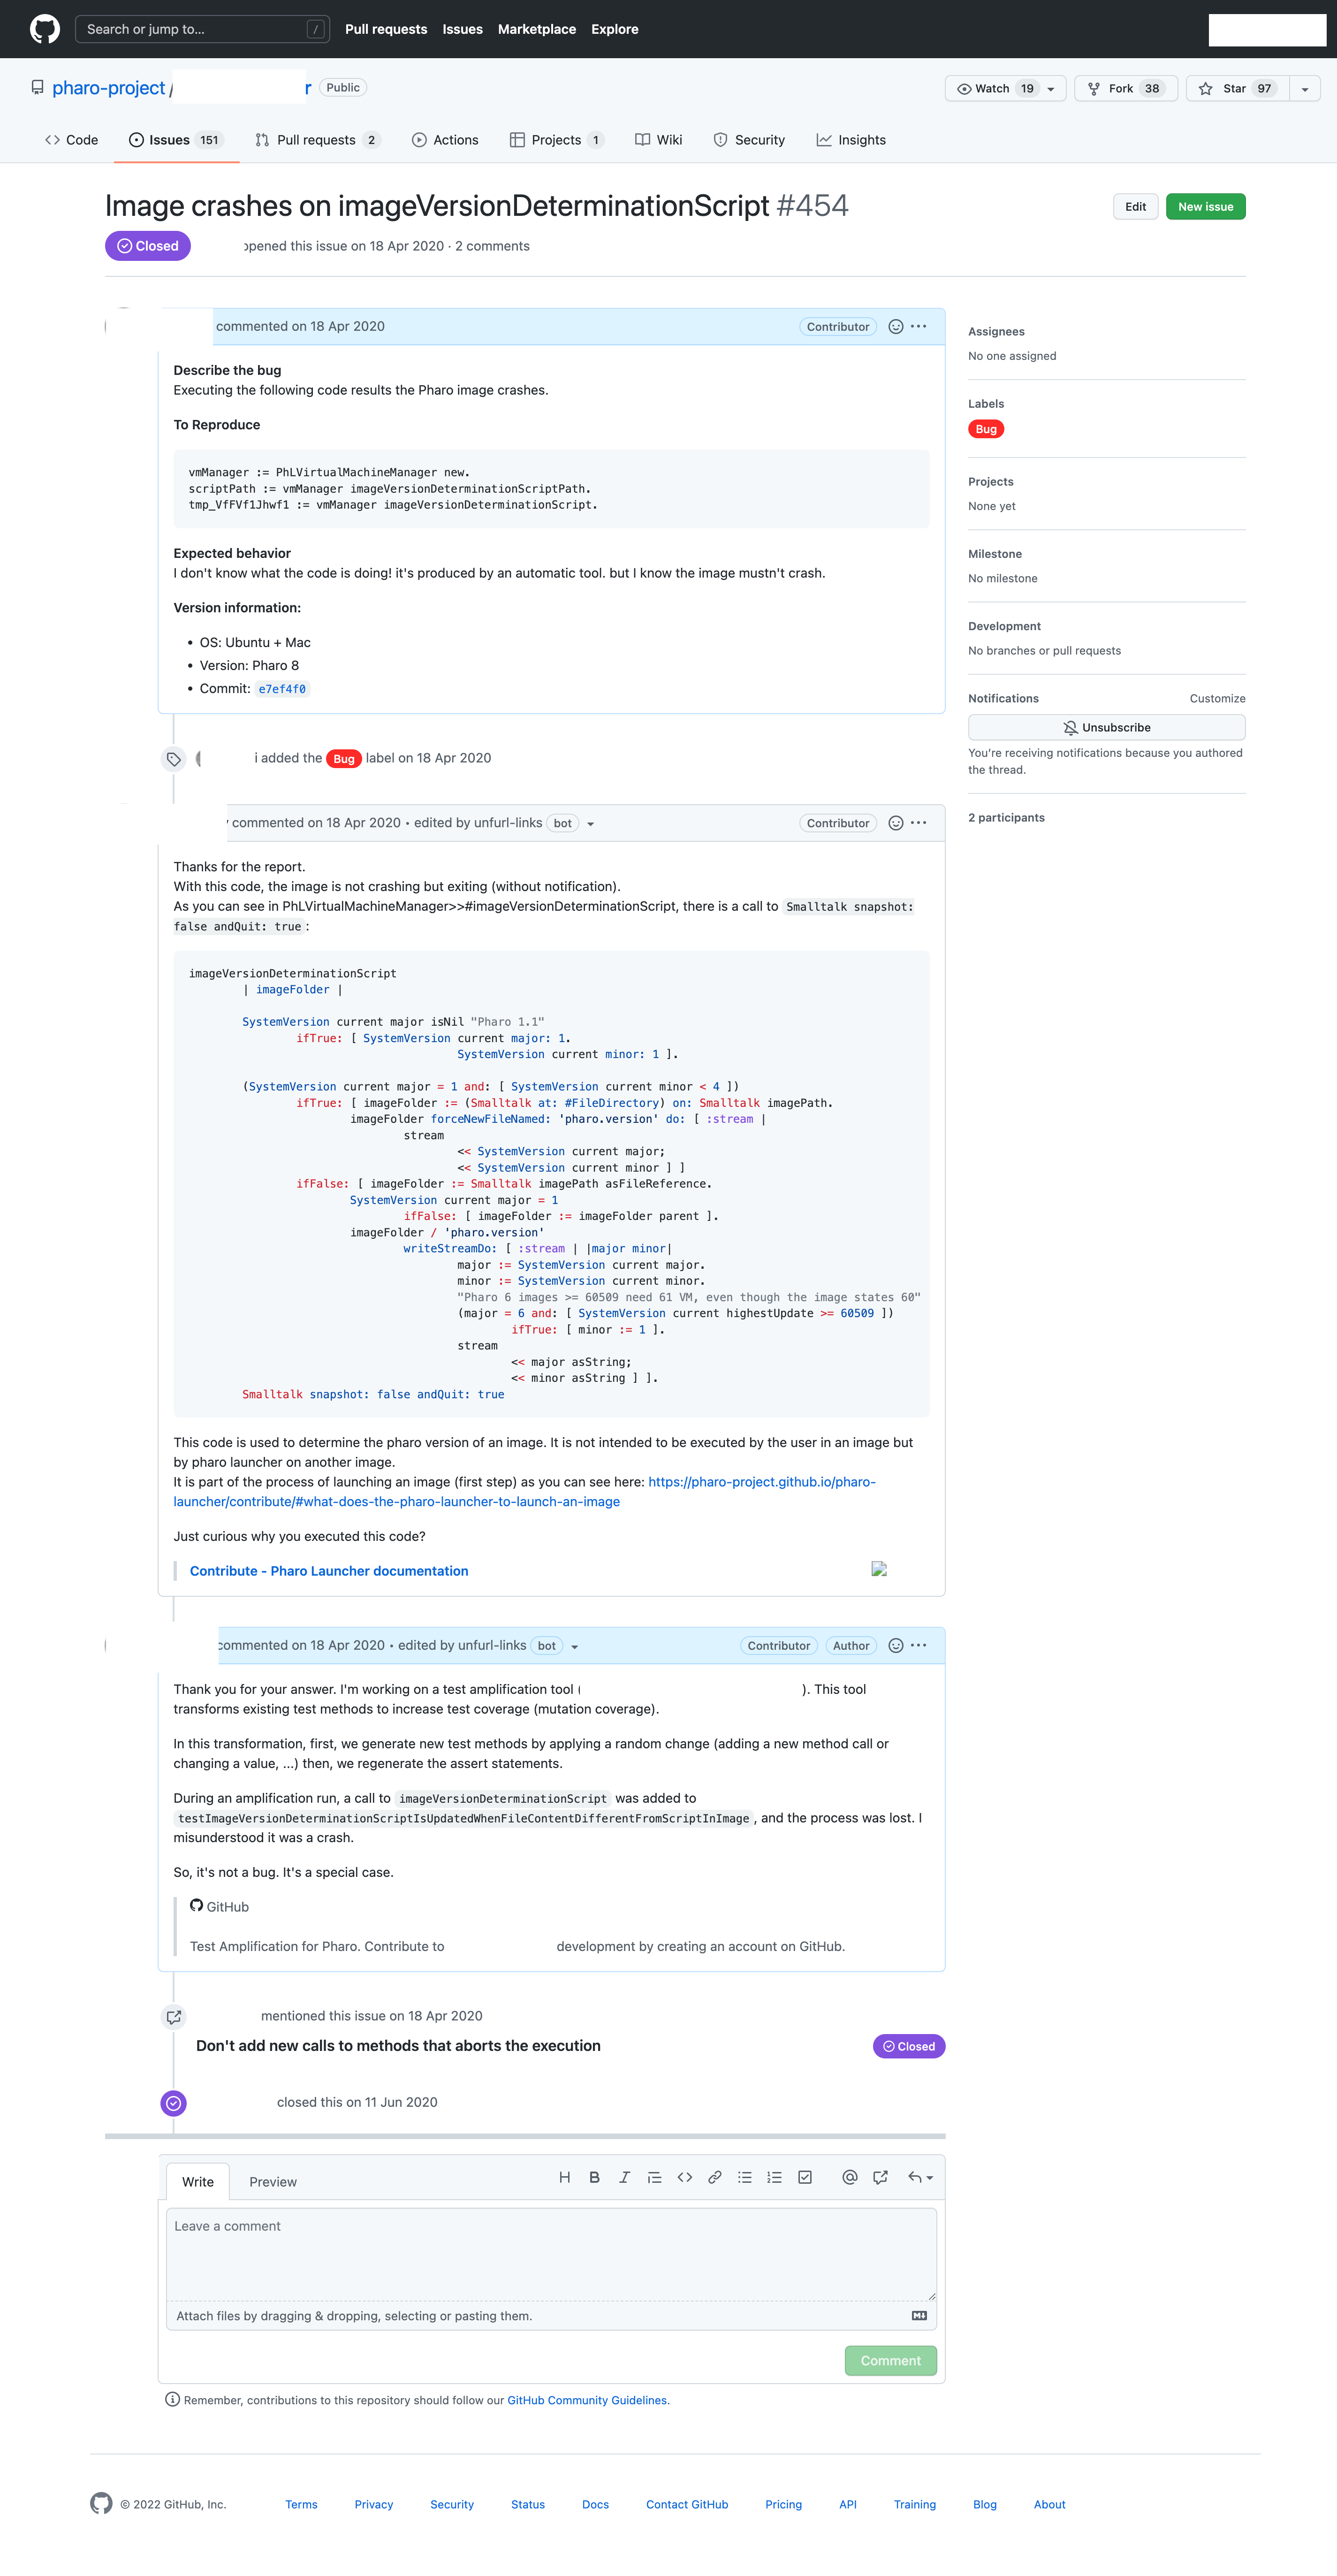 Search or jump to... /
Pull requests Issues Marketplace Explore
pharo-project / r Public
Watch 19 Fork 38 Star 97
Code Issues 151 Pull requests 2 Actions Projects 1 Wiki Security Insights
Image crashes on imageVersionDeterminationScript #454
Edit New issue
Closed opened this issue on 18 Apr 2020 · 2 comments
commented on 18 Apr 2020 Contributor
Describe the bug
Executing the following code results the Pharo image crashes.
To Reproduce
vmManager := PhLVirtualMachineManager new.
scriptPath := vmManager imageVersionDeterminationScriptPath.
tmp_VfFVf1Jhwf1 := vmManager imageVersionDeterminationScript.
Expected behavior
I don't know what the code is doing! it's produced by an automatic tool. but I know the image mustn't crash.
Version information:
• OS: Ubuntu + Mac
• Version: Pharo 8
• Commit: e7ef4f0
Assignees
No one assigned
Labels
Bug
Projects
None yet
Milestone
No milestone
Development
No branches or pull requests
Notifications Customize
Unsubscribe
You're receiving notifications because you authored
the thread.
2 participants
i added the Bug label on 18 Apr 2020
commented on 18 Apr 2020 • edited by unfurl-links bot Contributor
Thanks for the report.
With this code, the image is not crashing but exiting (without notification).
As you can see in PhLVirtualMachineManager>>#imageVersionDeterminationScript, there is a call to Smalltalk snapshot:
false andQuit: true :
imageVersionDeterminationScript
| imageFolder |
SystemVersion current major isNil "Pharo 1.1"
ifTrue: [ SystemVersion current major: 1.
SystemVersion current minor: 1 ].
(SystemVersion current major = 1 and: [ SystemVersion current minor < 4 ])
ifTrue: [ imageFolder := (Smalltalk at: #FileDirectory) on: Smalltalk imagePath.
imageFolder forceNewFileNamed: 'pharo.version' do: [ :stream |
stream
<< SystemVersion current major;
<< SystemVersion current minor ] ]
ifFalse: [ imageFolder := Smalltalk imagePath asFileReference.
SystemVersion current major = 1
ifFalse: [ imageFolder := imageFolder parent ].
imageFolder / 'pharo.version'
writeStreamDo: [ :stream | |major minor|
major := SystemVersion current major.
minor := SystemVersion current minor.
"Pharo 6 images >= 60509 need 61 VM, even though the image states 60"
(major = 6 and: [ SystemVersion current highestUpdate >= 60509 ])
ifTrue: [ minor := 1 ].
stream
<< major asString;
<< minor asString ] ].
Smalltalk snapshot: false andQuit: true
This code is used to determine the pharo version of an image. It is not intended to be executed by the user in an image but
by pharo launcher on another image.
It is part of the process of launching an image (first step) as you can see here: https://pharo-project.github.io/pharo-
launcher/contribute/#what-does-the-pharo-launcher-to-launch-an-image
Just curious why you executed this code?
Contribute - Pharo Launcher documentation
commented on 18 Apr 2020 • edited by unfurl-links bot Contributor Author
Thank you for your answer. I'm working on a test amplification tool ( ). This tool
transforms existing test methods to increase test coverage (mutation coverage).
In this transformation, first, we generate new test methods by applying a random change (adding a new method call or
changing a value, ...) then, we regenerate the assert statements.
During an amplification run, a call to imageVersionDeterminationScript was added to
testImageVersionDeterminationScriptIsUpdatedWhenFileContentDifferentFromScriptInImage , and the process was lost. I
misunderstood it was a crash.
So, it's not a bug. It's a special case.
GitHub
Test Amplification for Pharo. Contribute to development by creating an account on GitHub.
mentioned this issue on 18 Apr 2020
Don't add new calls to methods that aborts the execution Closed
closed this on 11 Jun 2020
Write Preview
Leave a comment
Attach files by dragging & dropping, selecting or pasting them.
Comment
Remember, contributions to this repository should follow our GitHub Community Guidelines.
© 2022 GitHub, Inc. Terms Privacy Security Status Docs Contact GitHub Pricing API Training Blog About